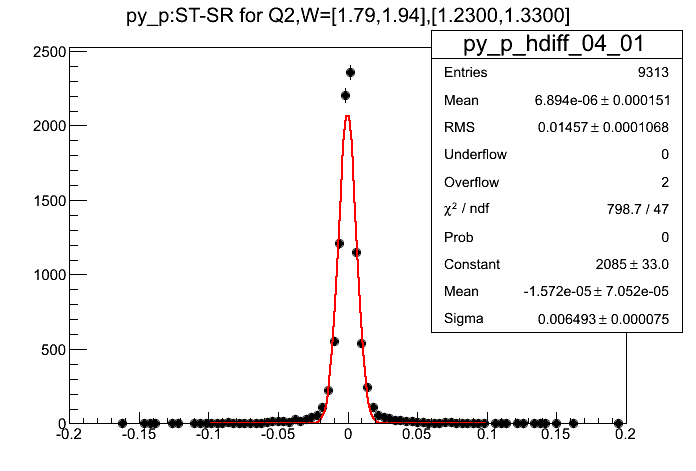 py_p:ST-SR for Q2,W=[1.79,1.94],[1.2300,1.3300]
py_p_hdiff_04_01
Entries 9313
Mean 6.894e-06 ± 0.000151
RMS 0.01457 ± 0.0001068
Underflow 0
Overflow 2
χ² / ndf 798.7 / 47
Prob 0
Constant 2085 ± 33.0
Mean -1.572e-05 ± 7.052e-05
Sigma 0.006493 ± 0.000075
2500
2000
1500
1000
500
0
-0.2 -0.15 -0.1 -0.05 0 0.05 0.1 0.15 0.2